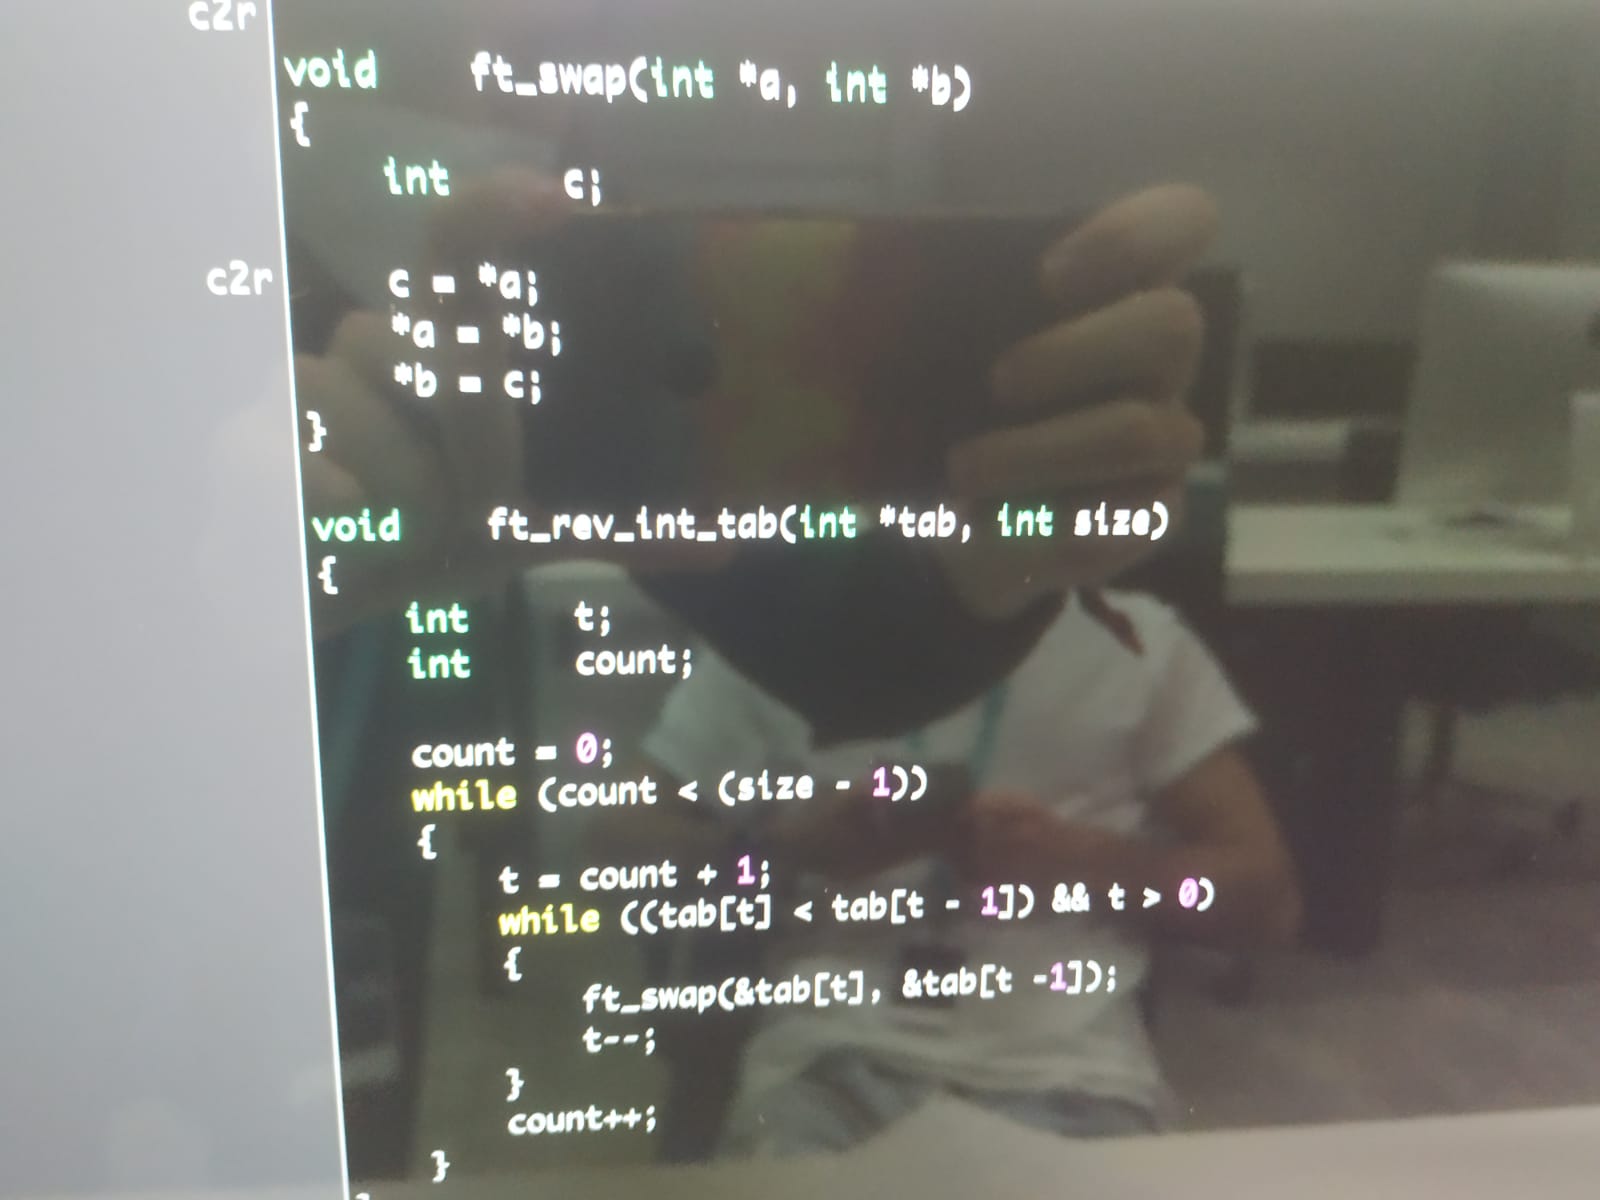 c2r
void ft_swap(int *a, int *b)
{
int c;
c2r
c = *a;
*a = *b;
*b = c;
}
void ft_rev_int_tab(int *tab, int size)
{
int t;
int count;
count = 0;
while (count < (size - 1))
{
t = count + 1;
while ((tab[t] < tab[t - 1]) && t > 0)
{
ft_swap(&tab[t], &tab[t -1]);
t--;
}
count++;
}